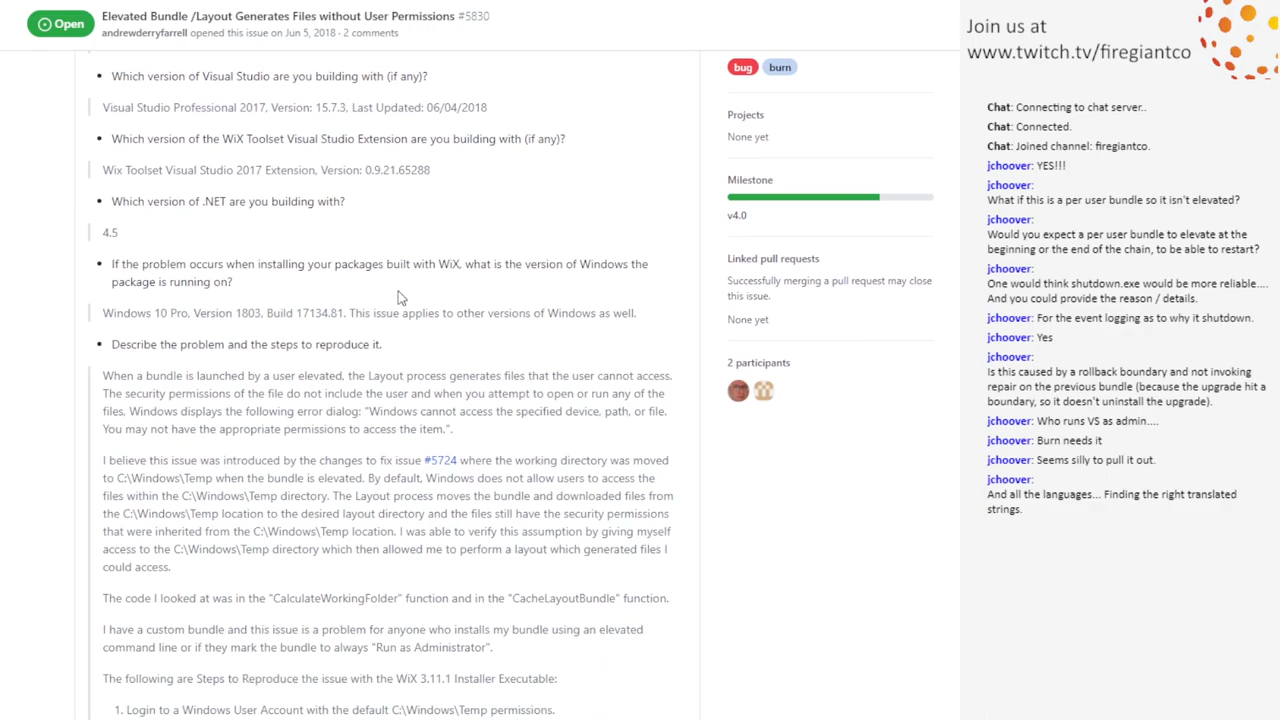 Open
Elevated Bundle /Layout Generates Files without User Permissions #5830
andrewderryfarrell opened this issue on Jun 5, 2018 · 2 comments
• Which version of Visual Studio are you building with (if any)?
Visual Studio Professional 2017, Version: 15.7.3, Last Updated: 06/04/2018
• Which version of the WiX Toolset Visual Studio Extension are you building with (if any)?
Wix Toolset Visual Studio 2017 Extension, Version: 0.9.21.65288
• Which version of .NET are you building with?
4.5
• If the problem occurs when installing your packages built with WiX, what is the version of Windows the
package is running on?
Windows 10 Pro, Version 1803, Build 17134.81. This issue applies to other versions of Windows as well.
• Describe the problem and the steps to reproduce it.
When a bundle is launched by a user elevated, the Layout process generates files that the user cannot access.
The security permissions of the file do not include the user and when you attempt to open or run any of the
files, Windows displays the following error dialog: "Windows cannot access the specified device, path, or file.
You may not have the appropriate permissions to access the item.".
I believe this issue was introduced by the changes to fix issue #5724 where the working directory was moved
to C:\Windows\Temp when the bundle is elevated. By default, Windows does not allow users to access the
files within the C:\Windows\Temp directory. The Layout process moves the bundle and downloaded files from
the C:\Windows\Temp location to the desired layout directory and the files still have the security permissions
that were inherited from the C:\Windows\Temp location. I was able to verify this assumption by giving myself
access to the C:\Windows\Temp directory which then allowed me to perform a layout which generated files I
could access.
The code I looked at was in the "CalculateWorkingFolder" function and in the "CacheLayoutBundle" function.
I have a custom bundle and this issue is a problem for anyone who installs my bundle using an elevated
command line or if they mark the bundle to always "Run as Administrator".
The following are Steps to Reproduce the issue with the WiX 3.11.1 Installer Executable:
1. Login to a Windows User Account with the default C:\Windows\Temp permissions.
bug burn
Projects
None yet
Milestone
v4.0
Linked pull requests
Successfully merging a pull request may close
this issue.
None yet
2 participants
Join us at
www.twitch.tv/firegiantco
Chat: Connecting to chat server..
Chat: Connected.
Chat: Joined channel: firegiantco.
jchoover: YES!!!
jchoover:
What if this is a per user bundle so it isn't elevated?
jchoover:
Would you expect a per user bundle to elevate at the
beginning or the end of the chain, to be able to restart?
jchoover:
One would think shutdown.exe would be more reliable....
And you could provide the reason / details.
jchoover: For the event logging as to why it shutdown.
jchoover: Yes
jchoover:
Is this caused by a rollback boundary and not invoking
repair on the previous bundle (because the upgrade hit a
boundary, so it doesn't uninstall the upgrade).
jchoover: Who runs VS as admin....
jchoover: Burn needs it
jchoover: Seems silly to pull it out.
jchoover:
And all the languages... Finding the right translated
strings.